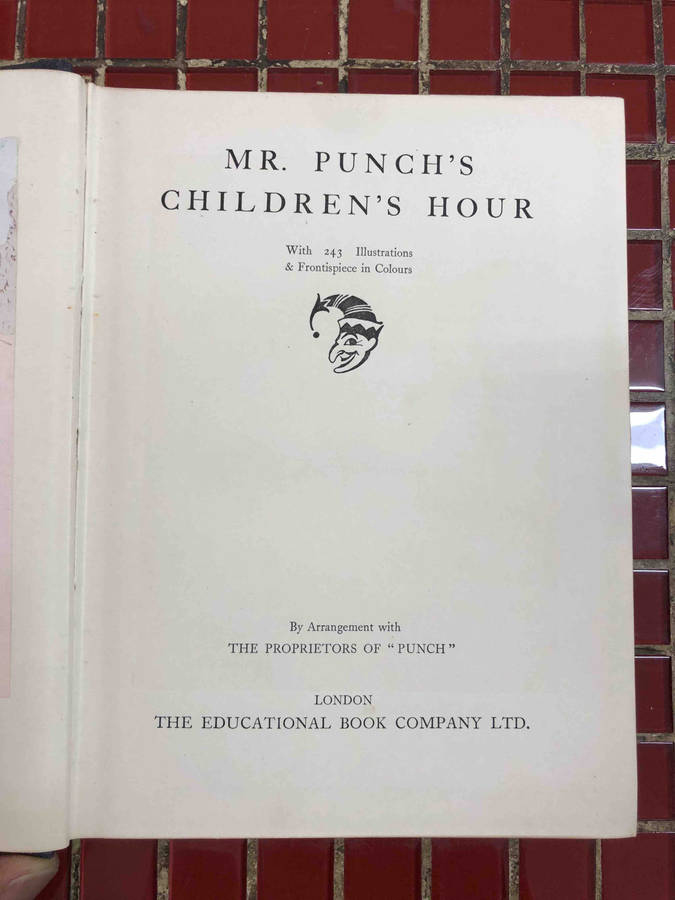 MR. PUNCH'S
CHILDREN'S HOUR
With 243 Illustrations
& Frontispiece in Colours
By Arrangement with
THE PROPRIETORS OF "PUNCH"
LONDON
THE EDUCATIONAL BOOK COMPANY LTD.